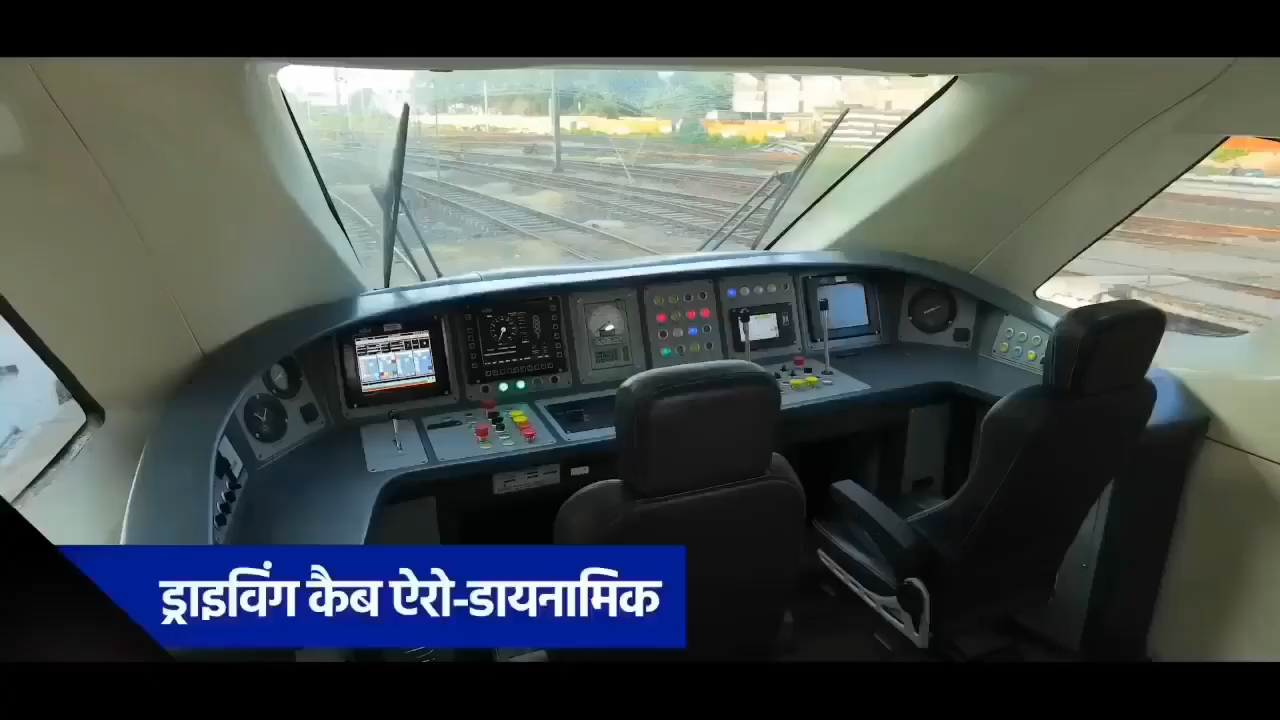 ड्राइविंग कैब ऐरो-डायनामिक